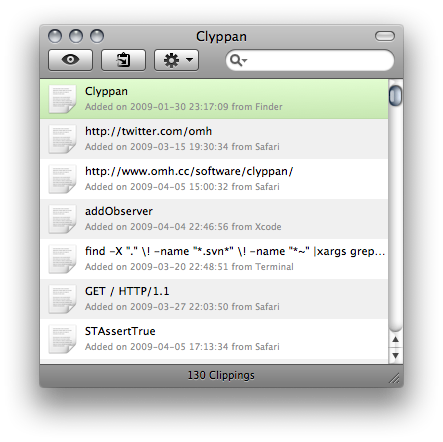 Clyppan
Clyppan
Added on 2009-01-30 23:17:09 from Finder
http://twitter.com/omh
Added on 2009-03-15 19:30:34 from Safari
http://www.omh.cc/software/clyppan/
Added on 2009-04-05 15:00:32 from Safari
addObserver
Added on 2009-04-04 22:46:56 from Xcode
find -X "." \! -name "*.svn*" \! -name "*~" |xargs grep...
Added on 2009-03-20 22:48:51 from Terminal
GET / HTTP/1.1
Added on 2009-03-27 22:03:50 from Safari
STAssertTrue
Added on 2009-04-05 17:13:34 from Safari
130 Clippings